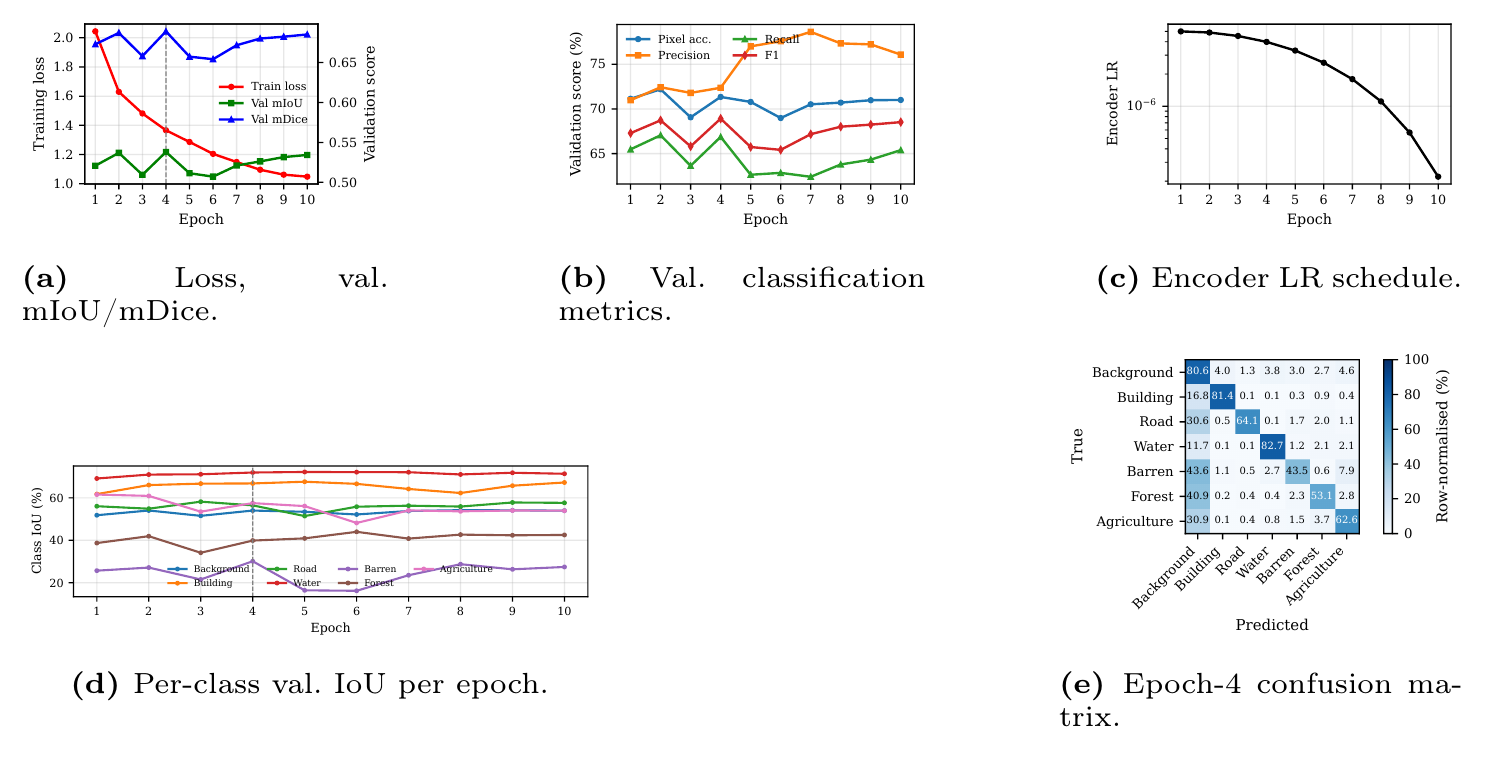 2.0
1.8
1.6
1.4
1.2
1.0
Training loss
0.65
0.60
0.55
0.50
Validation score
Train loss
Val mIoU
Val mDice
1 2 3 4 5 6 7 8 9 10
Epoch
(a) Loss, val.
mIoU/mDice.
75
70
65
Validation score (%)
Pixel acc. Recall
Precision F1
1 2 3 4 5 6 7 8 9 10
Epoch
(b) Val. classification
metrics.
Encoder LR
10⁻⁶
1 2 3 4 5 6 7 8 9 10
Epoch
(c) Encoder LR schedule.
60
40
20
Class IoU (%)
Background Road Barren Agriculture
Building Water Forest
1 2 3 4 5 6 7 8 9 10
Epoch
(d) Per-class val. IoU per epoch.
True
Background 80.6 4.0 1.3 3.8 3.0 2.7 4.6
Building 16.8 81.4 0.1 0.1 0.3 0.9 0.4
Road 30.6 0.5 64.1 0.1 1.7 2.0 1.1
Water 11.7 0.1 0.1 82.7 1.2 2.1 2.1
Barren 43.6 1.1 0.5 2.7 43.5 0.6 7.9
Forest 40.9 0.2 0.4 0.4 2.3 53.1 2.8
Agriculture 30.9 0.1 0.4 0.8 1.5 3.7 62.6
Background Building Road Water Barren Forest Agriculture
Predicted
100
80
60
40
20
0
Row-normalised (%)
(e) Epoch-4 confusion ma-
trix.